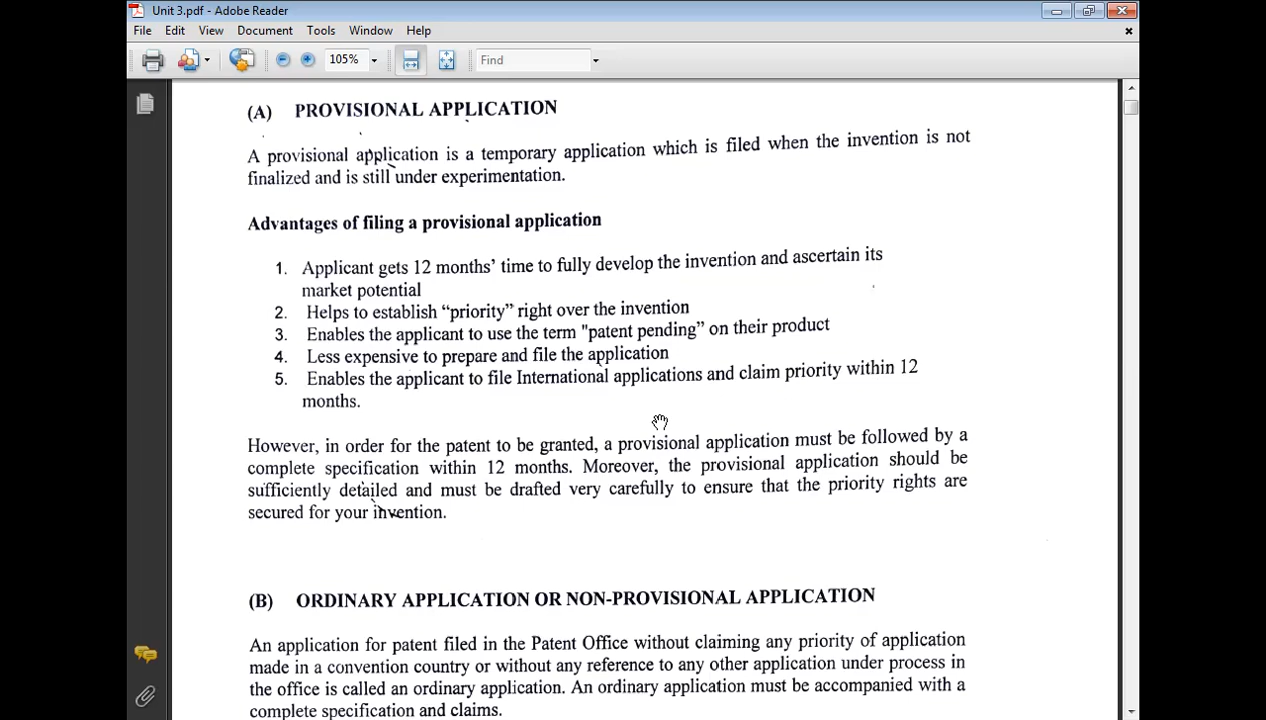 Unit 3.pdf - Adobe Reader
File Edit View Document Tools Window Help
105% Find
(A) PROVISIONAL APPLICATION
A provisional application is a temporary application which is filed when the invention is not
finalized and is still under experimentation.
Advantages of filing a provisional application
1. Applicant gets 12 months' time to fully develop the invention and ascertain its
market potential
2. Helps to establish “priority” right over the invention
3. Enables the applicant to use the term "patent pending” on their product
4. Less expensive to prepare and file the application
5. Enables the applicant to file International applications and claim priority within 12
months.
However, in order for the patent to be granted, a provisional application must be followed by a
complete specification within 12 months. Moreover, the provisional application should be
sufficiently detailed and must be drafted very carefully to ensure that the priority rights are
secured for your invention.
(B) ORDINARY APPLICATION OR NON-PROVISIONAL APPLICATION
An application for patent filed in the Patent Office without claiming any priority of application
made in a convention country or without any reference to any other application under process in
the office is called an ordinary application. An ordinary application must be accompanied with a
complete specification and claims.